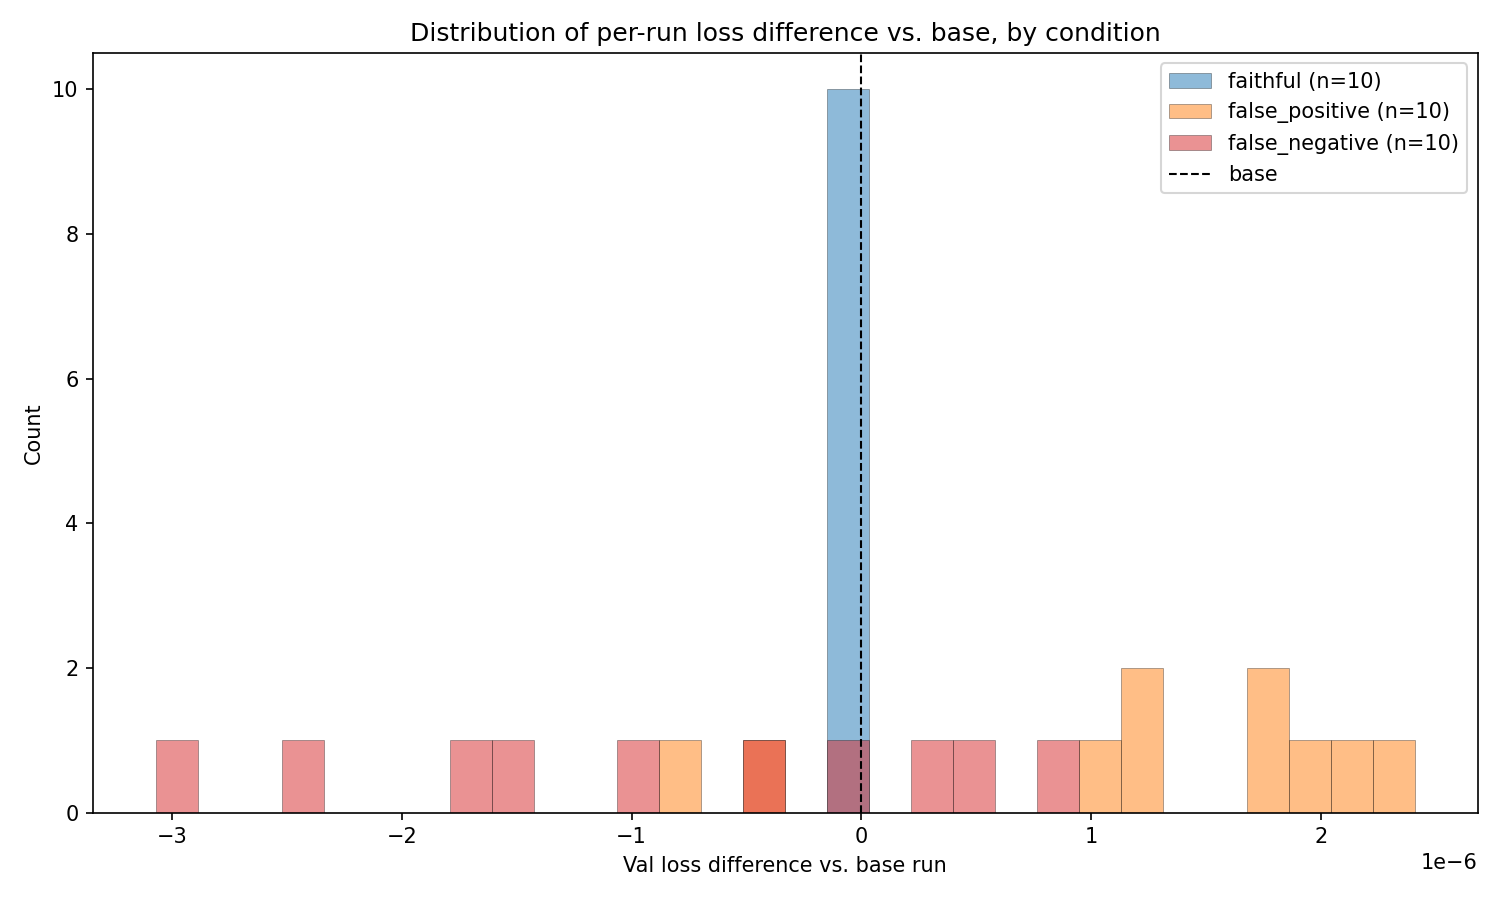 Distribution of per-run loss difference vs. base, by condition
faithful (n=10)
false_positive (n=10)
false_negative (n=10)
base
Count
10
8
6
4
2
0
−3
−2
−1
0
1
2
1e−6
Val loss difference vs. base run